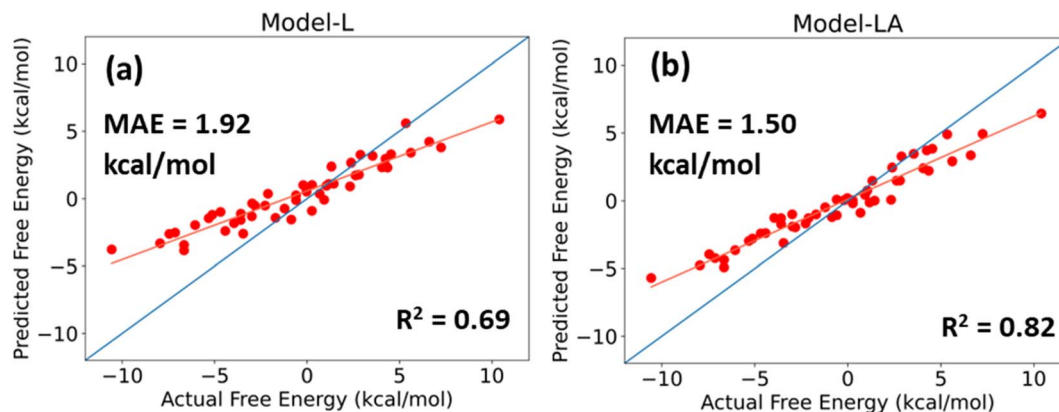 Model-L
(a)
MAE = 1.92
kcal/mol
R² = 0.69
Predicted Free Energy (kcal/mol)
10
5
0
−5
−10
−10 −5 0 5 10
Actual Free Energy (kcal/mol)
Model-LA
(b)
MAE = 1.50
kcal/mol
R² = 0.82
Predicted Free Energy (kcal/mol)
10
5
0
−5
−10
−10 −5 0 5 10
Actual Free Energy (kcal/mol)